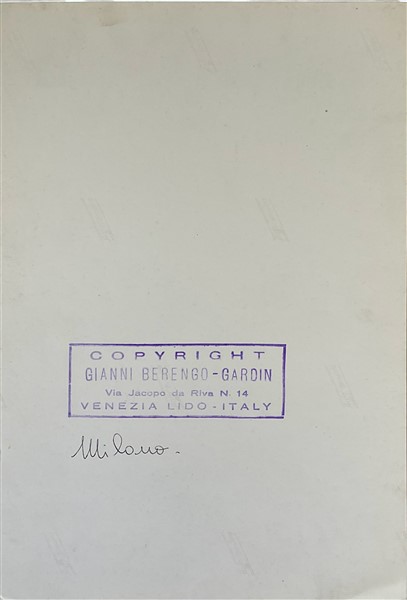 COPYRIGHT
GIANNI BERENGO-GARDIN
Via Jacopo da Riva N. 14
VENEZIA LIDO - ITALY
Milano.